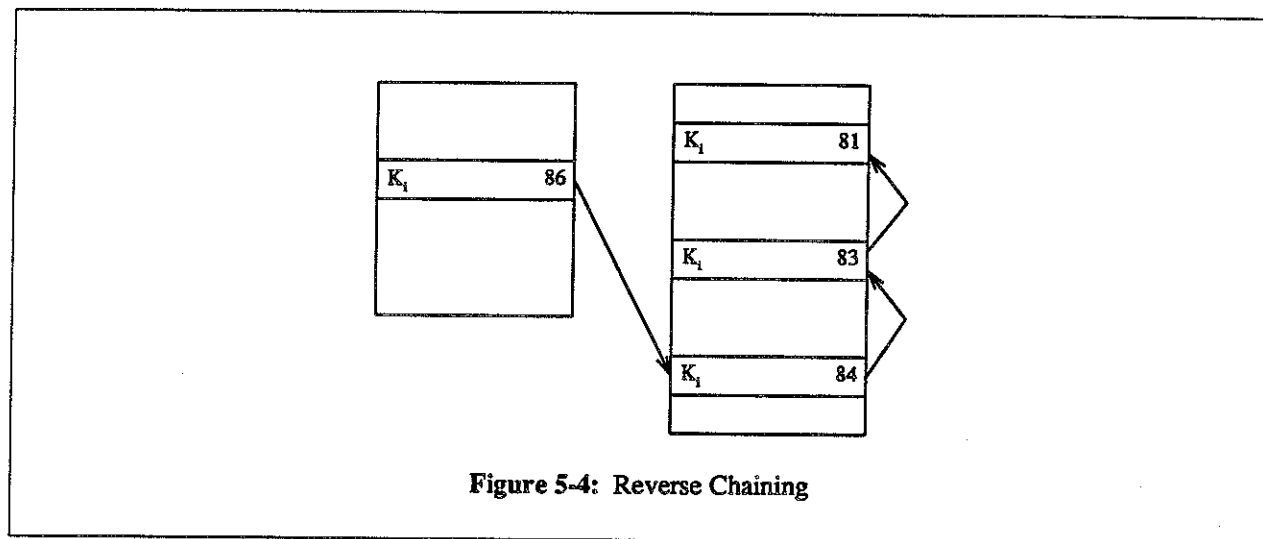 Kᵢ 86
Kᵢ 81
Kᵢ 83
Kᵢ 84
Figure 5-4: Reverse Chaining